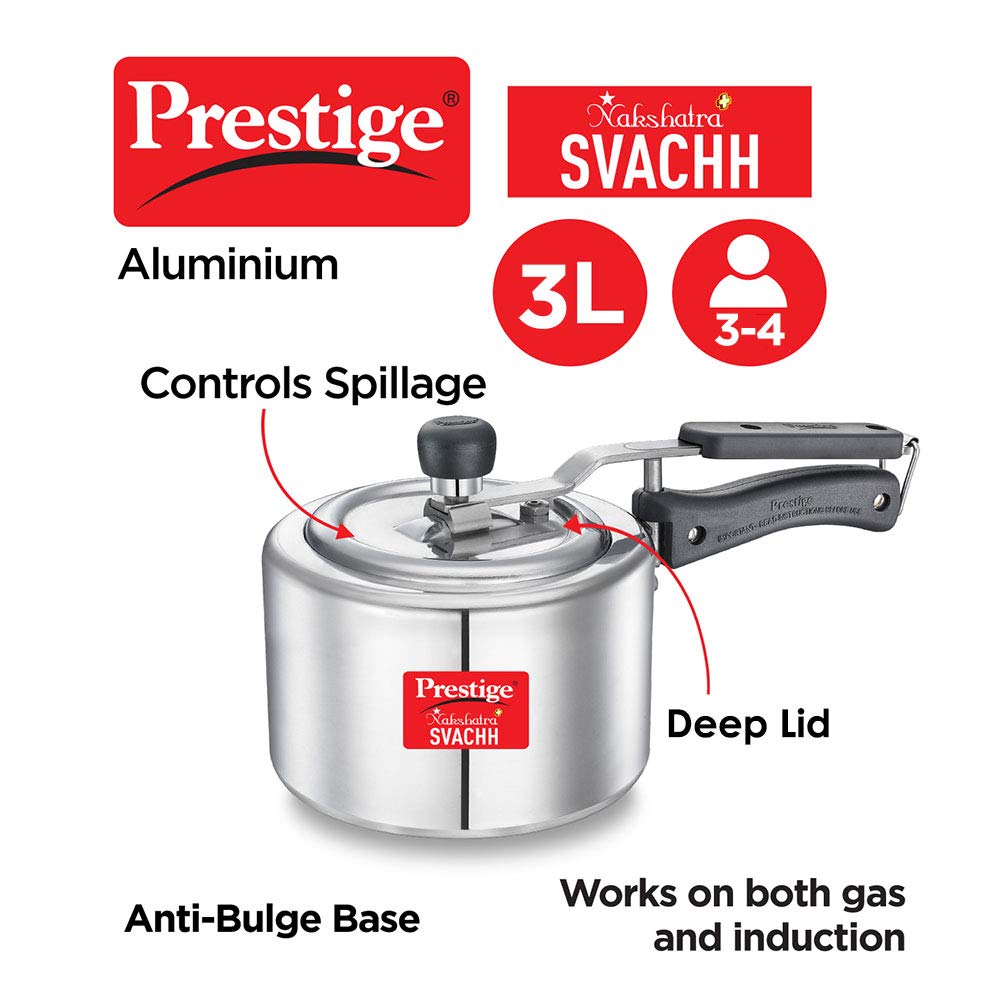 Prestige®
Nakshatra+
SVACHH
Aluminium
3L
3-4
Controls Spillage
Prestige
Prestige
Prestige®
Nakshatra+
SVACHH
Deep Lid
Anti-Bulge Base
Works on both gas
and induction